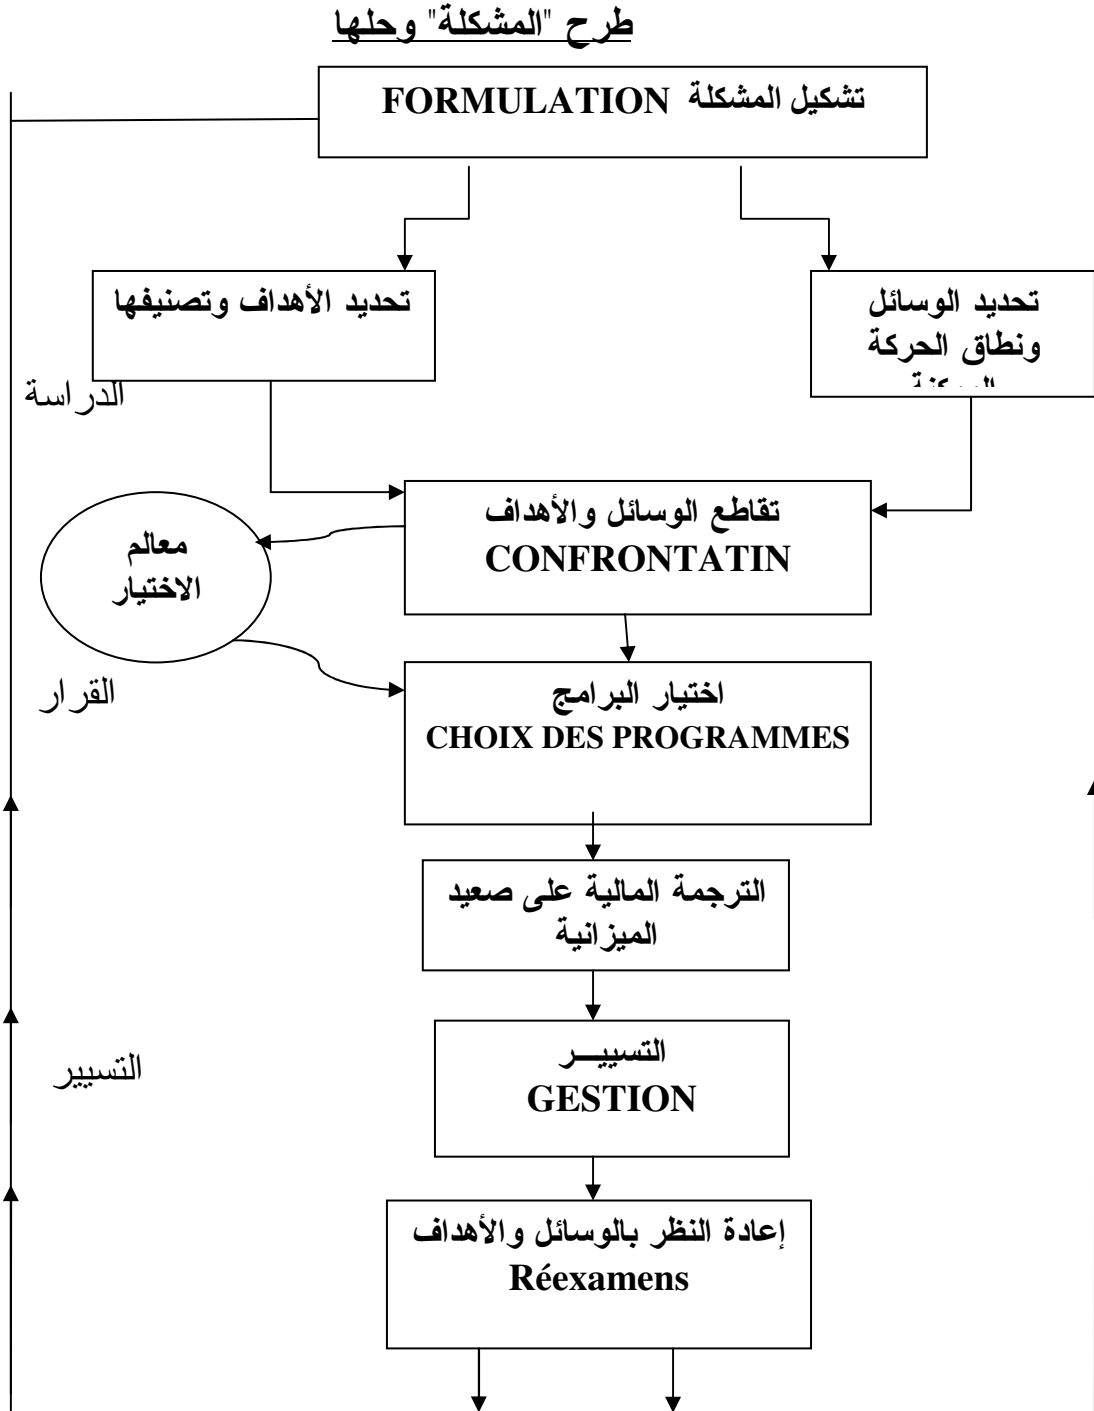 طرح "المشكلة" وحلها
تشكيل المشكلة FORMULATION
تحديد الأهداف وتصنيفها
تحديد الوسائل
ونطاق الحركة
الدراسة
تقاطع الوسائل والأهداف
CONFRONTATIN
معالم
الاختيار
القرار
اختيار البرامج
CHOIX DES PROGRAMMES
الترجمة المالية على صعيد
الميزانية
التسييـــر
GESTION
التسيير
إعادة النظر بالوسائل والأهداف
Réexamens